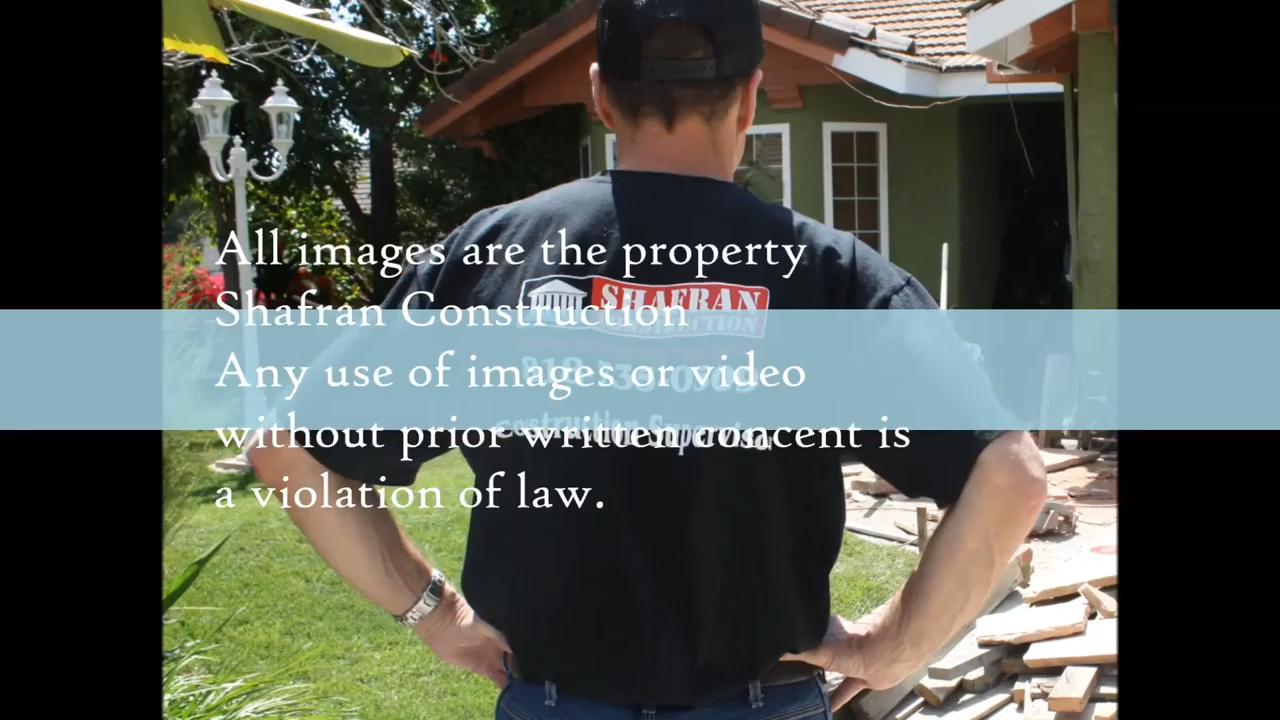 All images are the property
Shafran Construction
Any use of images or video
without prior written concent is
a violation of law.
SHAFRAN